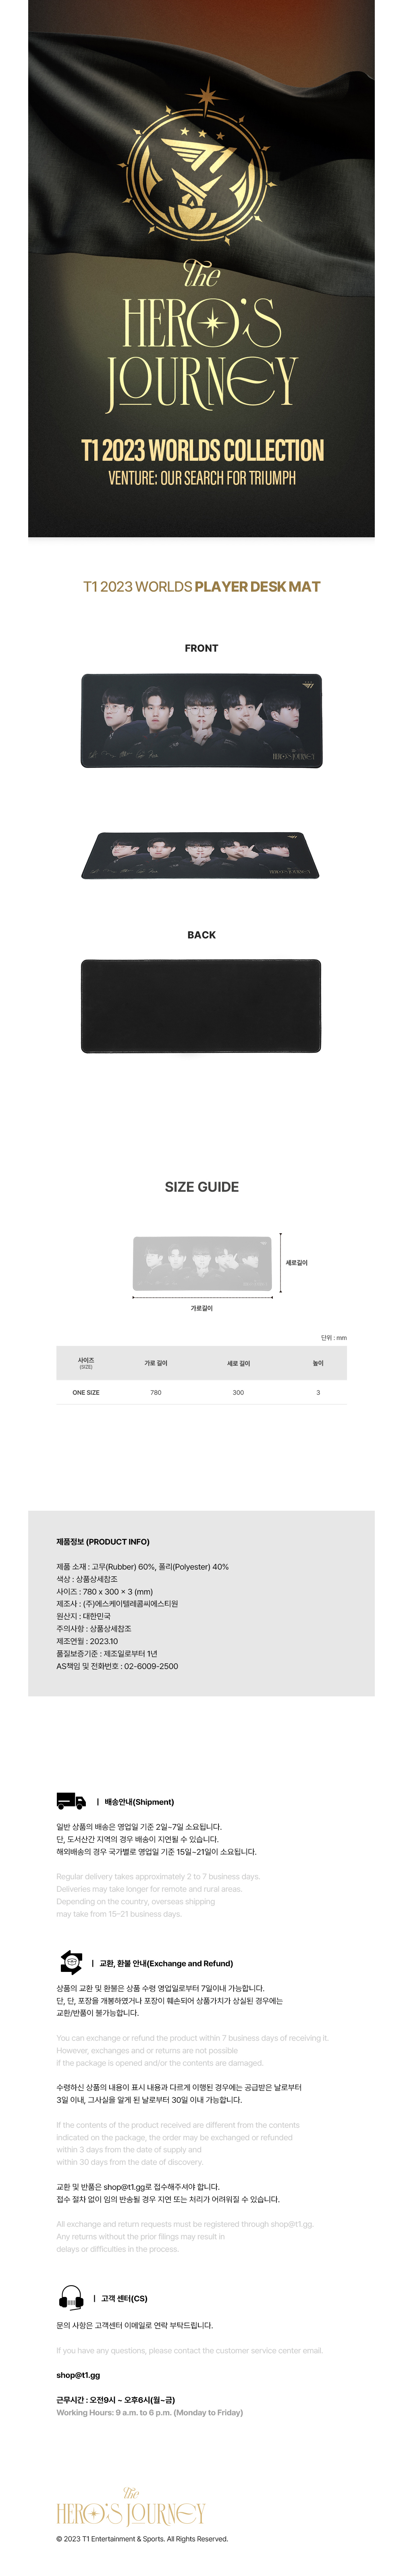 The
HERO'S
JOURNEY
T1 2023 WORLDS COLLECTION
VENTURE: OUR SEARCH FOR TRIUMPH
T1 2023 WORLDS PLAYER DESK MAT
FRONT
HERO'S JOURNEY
BACK
SIZE GUIDE
세로길이
가로길이
단위 : mm
사이즈 가로 길이 세로 길이 높이
(SIZE)
ONE SIZE 780 300 3
제품정보 (PRODUCT INFO)
제품 소재 : 고무(Rubber) 60%, 폴리(Polyester) 40%
색상 : 상품상세참조
사이즈 : 780 x 300 x 3 (mm)
제조사 : (주)에스케이텔레콤씨에스티원
원산지 : 대한민국
주의사항 : 상품상세참조
제조연월 : 2023.10
품질보증기준 : 제조일로부터 1년
AS책임 및 전화번호 : 02-6009-2500
| 배송안내(Shipment)
일반 상품의 배송은 영업일 기준 2일~7일 소요됩니다.
단, 도서산간 지역의 경우 배송이 지연될 수 있습니다.
해외배송의 경우 국가별로 영업일 기준 15일~21일이 소요됩니다.
Regular delivery takes approximately 2 to 7 business days.
Deliveries may take longer for remote and rural areas.
Depending on the country, overseas shipping
may take from 15-21 business days.
| 교환, 환불 안내(Exchange and Refund)
상품의 교환 및 환불은 상품 수령 영업일로부터 7일이내 가능합니다.
단, 단, 포장을 개봉하였거나 포장이 훼손되어 상품가치가 상실된 경우에는
교환/반품이 불가능합니다.
You can exchange or refund the product within 7 business days of receiving it.
However, exchanges and or returns are not possible
if the package is opened and/or the contents are damaged.
수령하신 상품의 내용이 표시 내용과 다르게 이행된 경우에는 공급받은 날로부터
3일 이내, 그사실을 알게 된 날로부터 30일 이내 가능합니다.
If the contents of the product received are different from the contents
indicated on the package, the order may be exchanged or refunded
within 3 days from the date of supply and
within 30 days from the date of discovery.
교환 및 반품은 shop@t1.gg로 접수해주셔야 합니다.
접수 절차 없이 임의 반송될 경우 지연 또는 처리가 어려워질 수 있습니다.
All exchange and return requests must be registered through shop@t1.gg.
Any returns without the prior filings may result in
delays or difficulties in the process.
| 고객 센터(CS)
문의 사항은 고객센터 이메일로 연락 부탁드립니다.
If you have any questions, please contact the customer service center email.
shop@t1.gg
근무시간 : 오전9시 ~ 오후6시(월~금)
Working Hours: 9 a.m. to 6 p.m. (Monday to Friday)
The
HERO'S JOURNEY
© 2023 T1 Entertainment & Sports. All Rights Reserved.